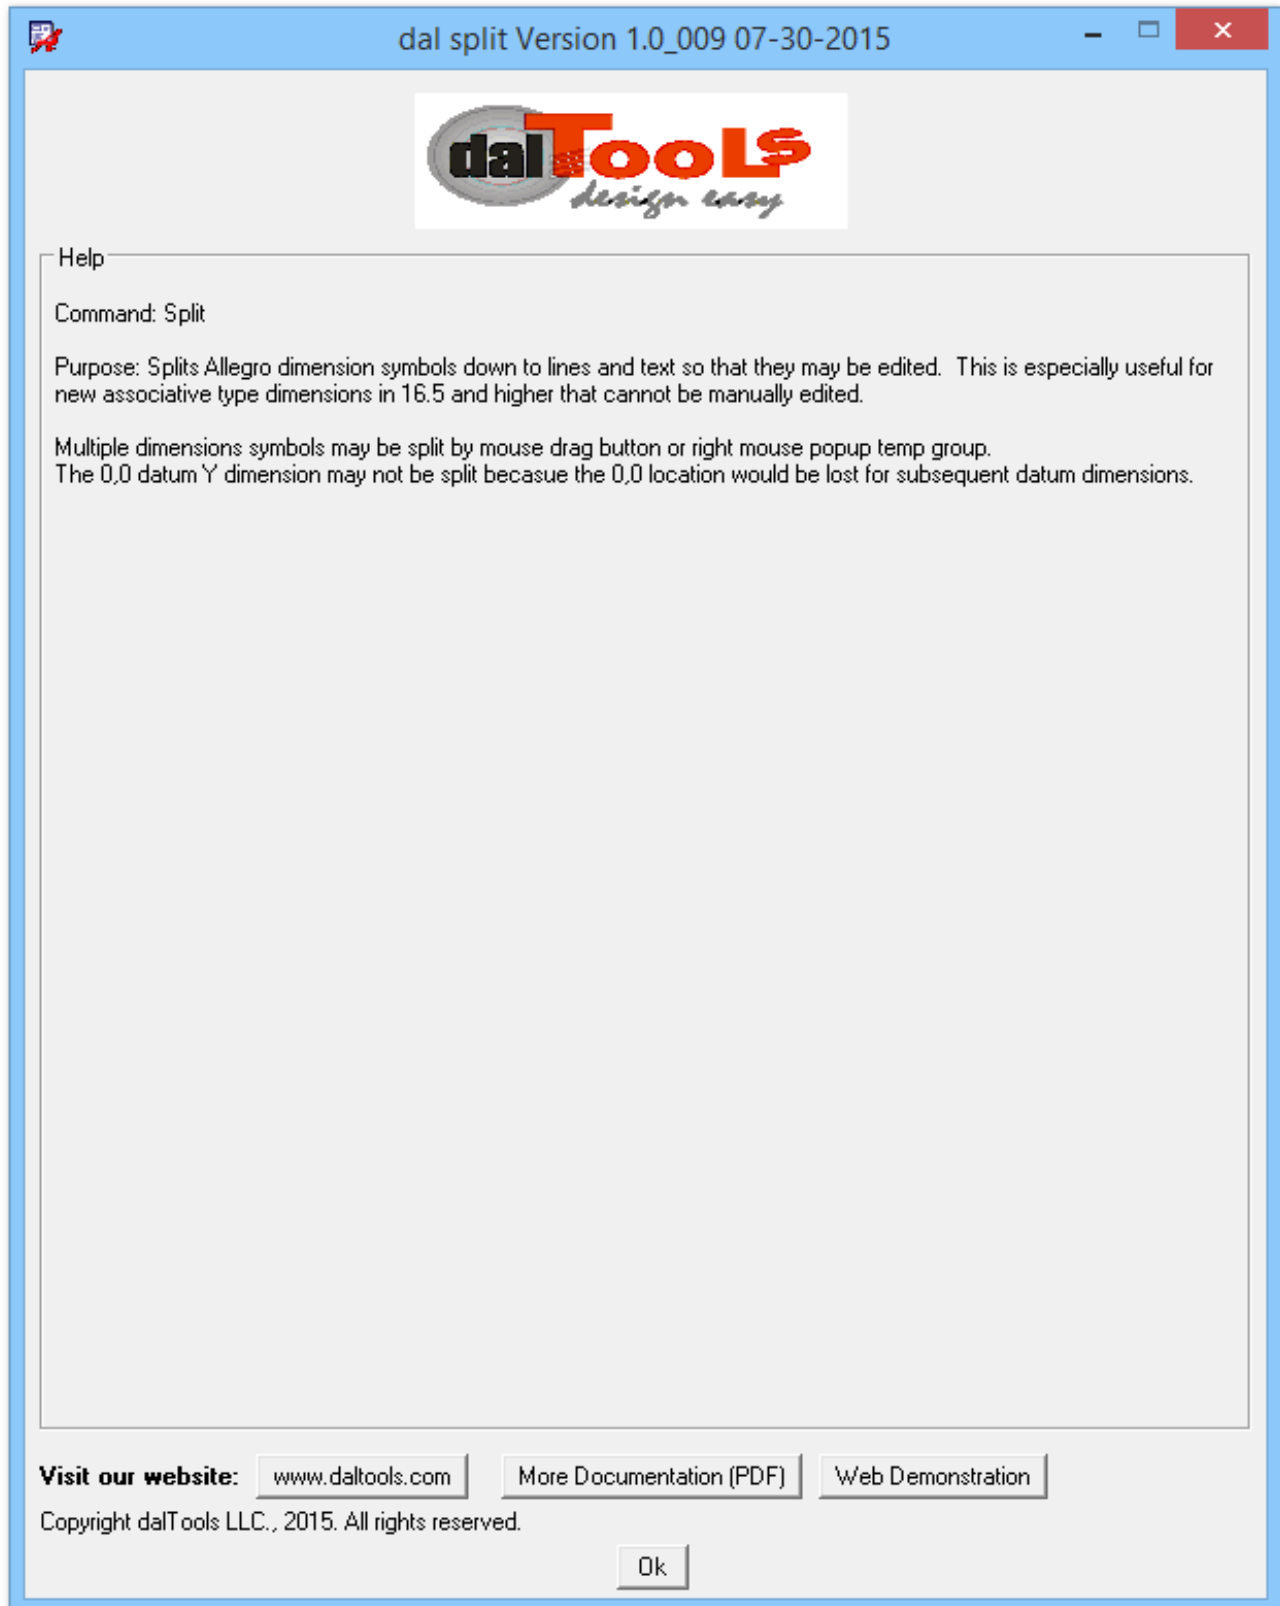 dal split Version 1.0_009 07-30-2015
dalTooLs
design easy
Help
Command: Split
Purpose: Splits Allegro dimension symbols down to lines and text so that they may be edited.  This is especially useful for
new associative type dimensions in 16.5 and higher that cannot be manually edited.
Multiple dimensions symbols may be split by mouse drag button or right mouse popup temp group.
The 0,0 datum Y dimension may not be split becasue the 0,0 location would be lost for subsequent datum dimensions.
Visit our website: www.daltools.com More Documentation (PDF) Web Demonstration
Copyright dalTools LLC., 2015. All rights reserved.
Ok